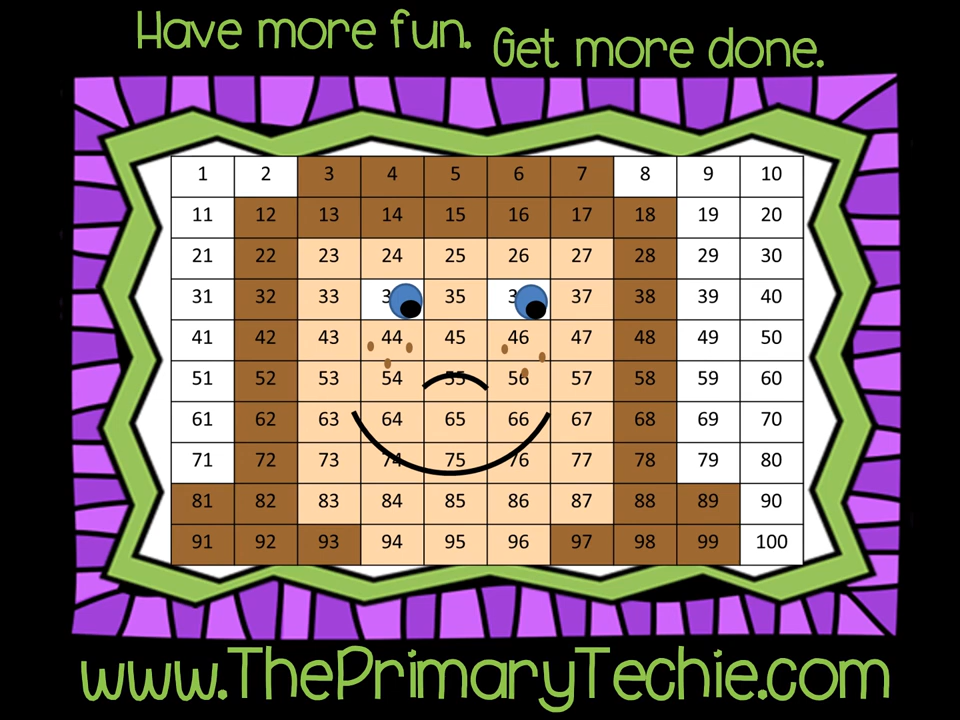 Have more fun. Get more done.
1 2 3 4 5 6 7 8 9 10
11 12 13 14 15 16 17 18 19 20
21 22 23 24 25 26 27 28 29 30
31 32 33 35 37 38 39 40
41 42 43 44 45 46 47 48 49 50
51 52 53 54 55 56 57 58 59 60
61 62 63 64 65 66 67 68 69 70
71 72 73 74 75 76 77 78 79 80
81 82 83 84 85 86 87 88 89 90
91 92 93 94 95 96 97 98 99 100
www.ThePrimaryTechie.com